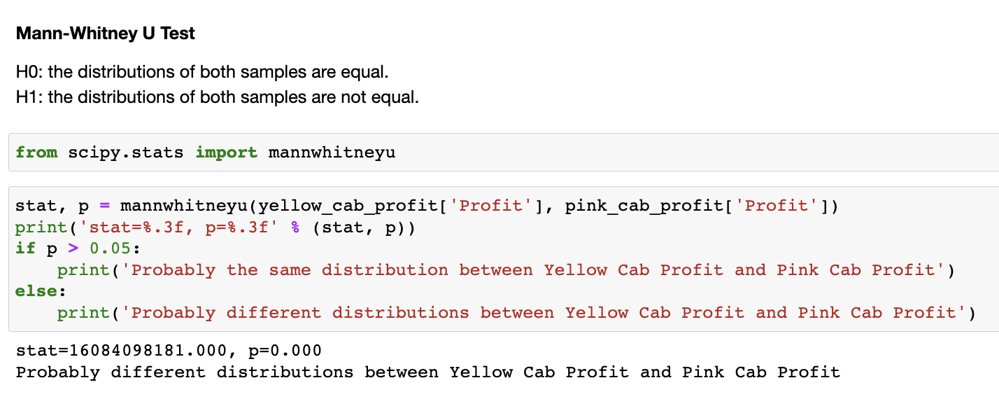 Mann-Whitney U Test
H0: the distributions of both samples are equal.
H1: the distributions of both samples are not equal.
from scipy.stats import mannwhitneyu
stat, p = mannwhitneyu(yellow_cab_profit['Profit'], pink_cab_profit['Profit'])
print('stat=%.3f, p=%.3f' % (stat, p))
if p > 0.05:
    print('Probably the same distribution between Yellow Cab Profit and Pink Cab Profit')
else:
    print('Probably different distributions between Yellow Cab Profit and Pink Cab Profit')
stat=16084098181.000, p=0.000
Probably different distributions between Yellow Cab Profit and Pink Cab Profit